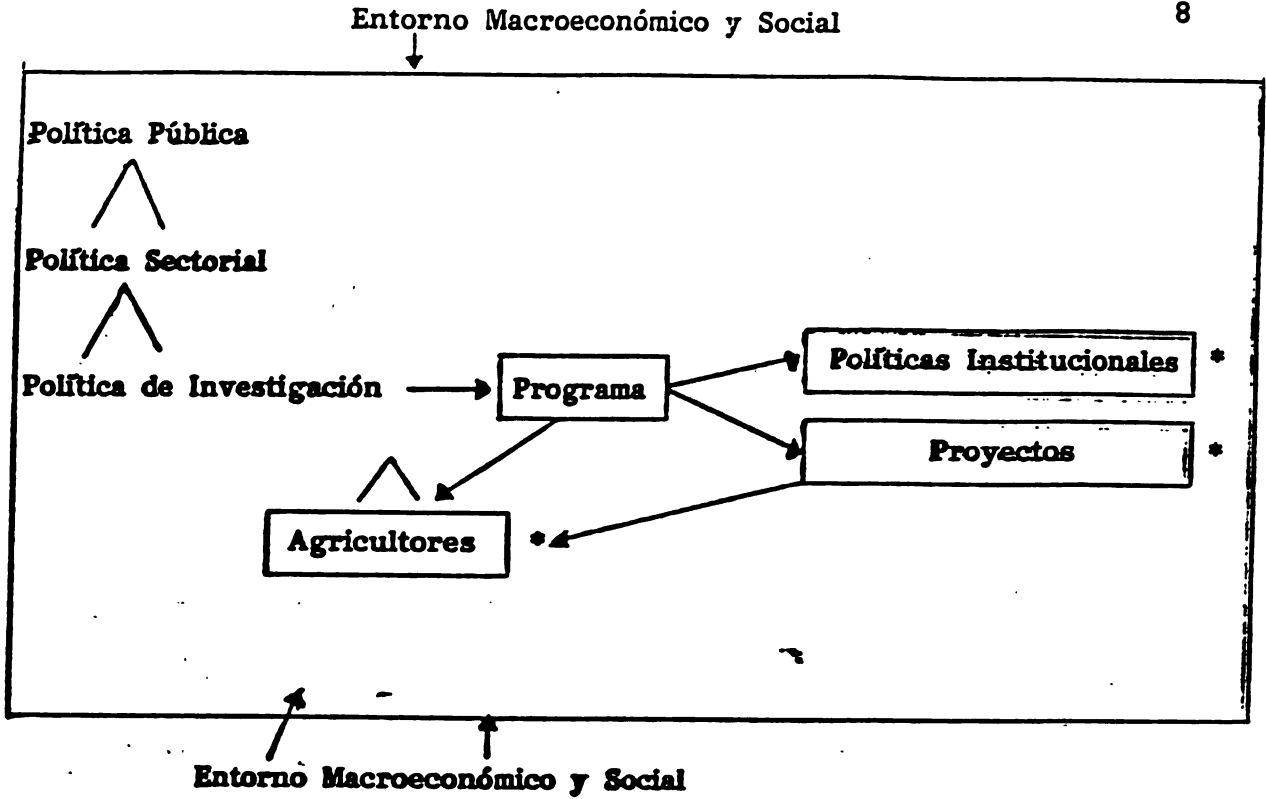 Entorno Macroeconómico y Social
8
Política Pública
Política Sectorial
Política de Investigación
Programa
Políticas Institucionales *
Proyectos *
Agricultores *
Entorno Macroeconómico y Social